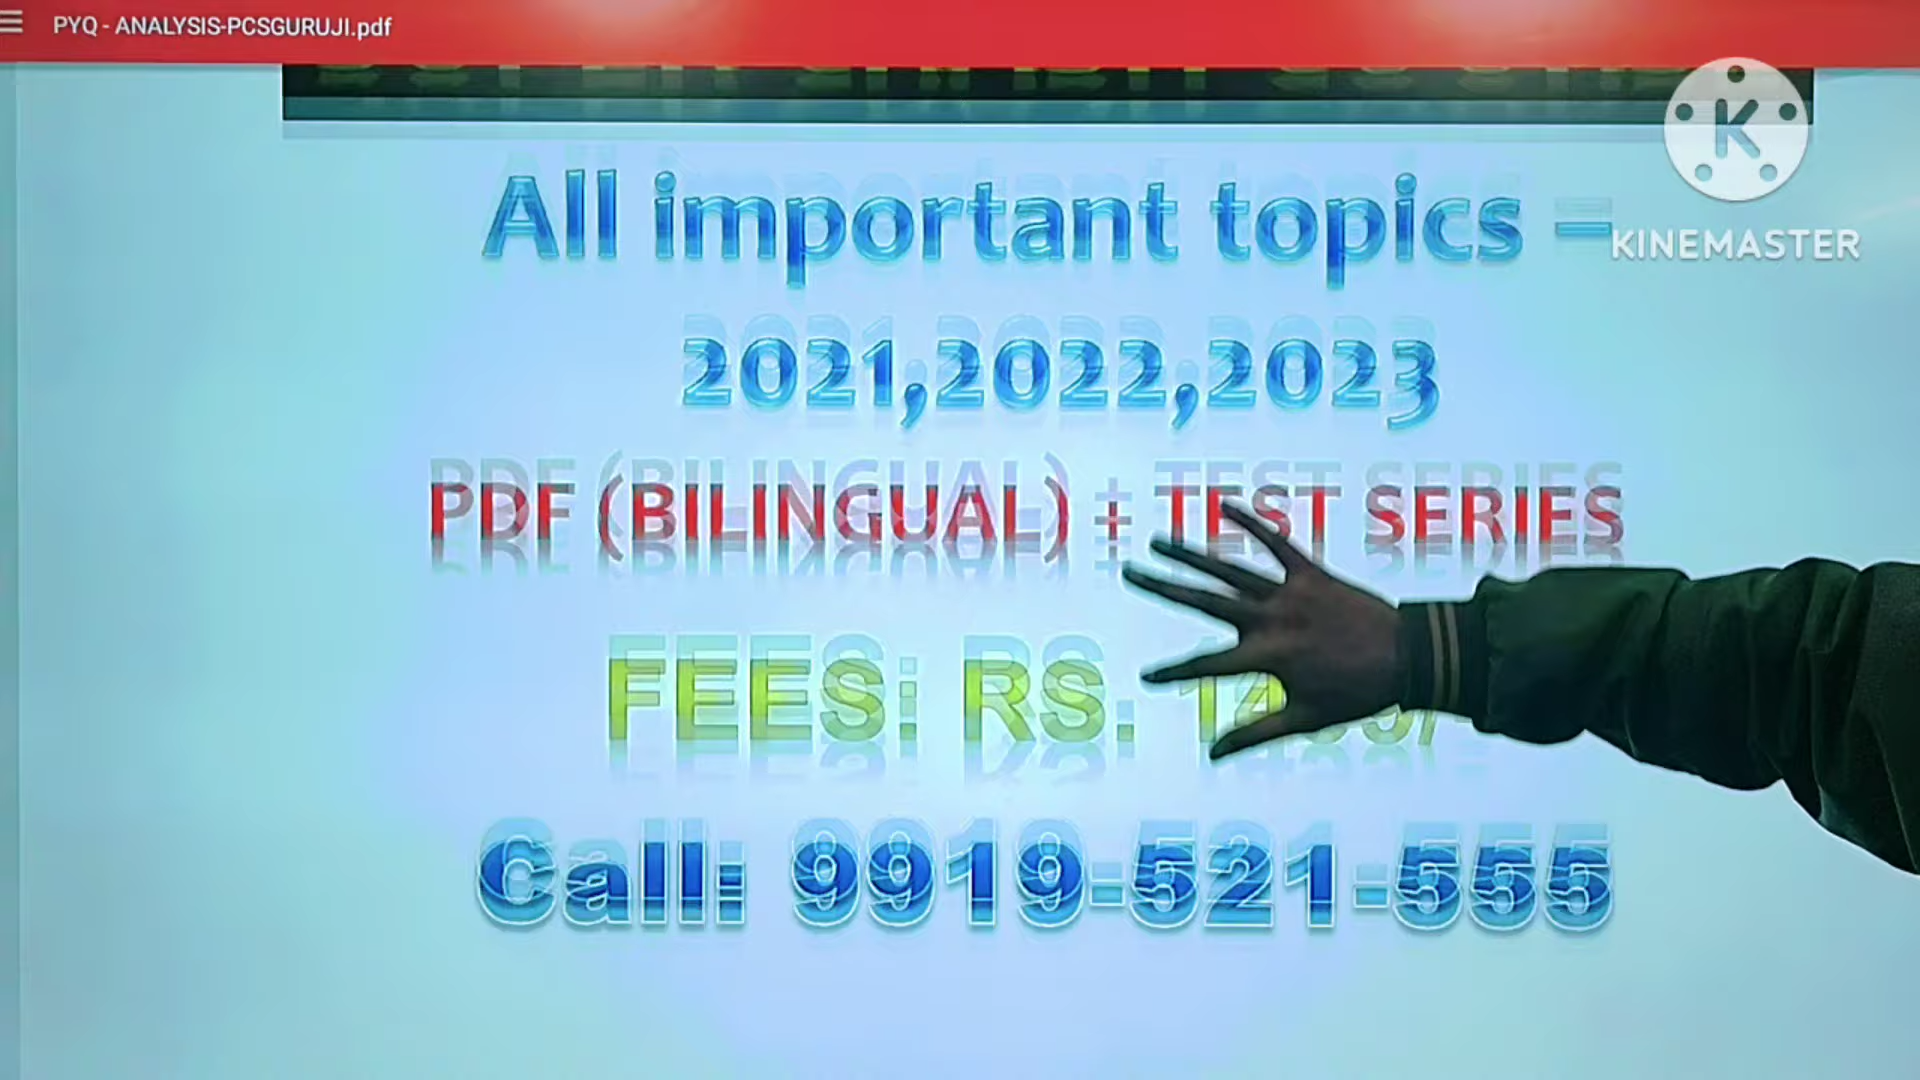 PYQ - ANALYSIS-PCSGURUJI.pdf
All important topics –
KINEMASTER
2021,2022,2023
PDF (BILINGUAL) + TEST SERIES
FEES: RS.
Call: 9919-521-555